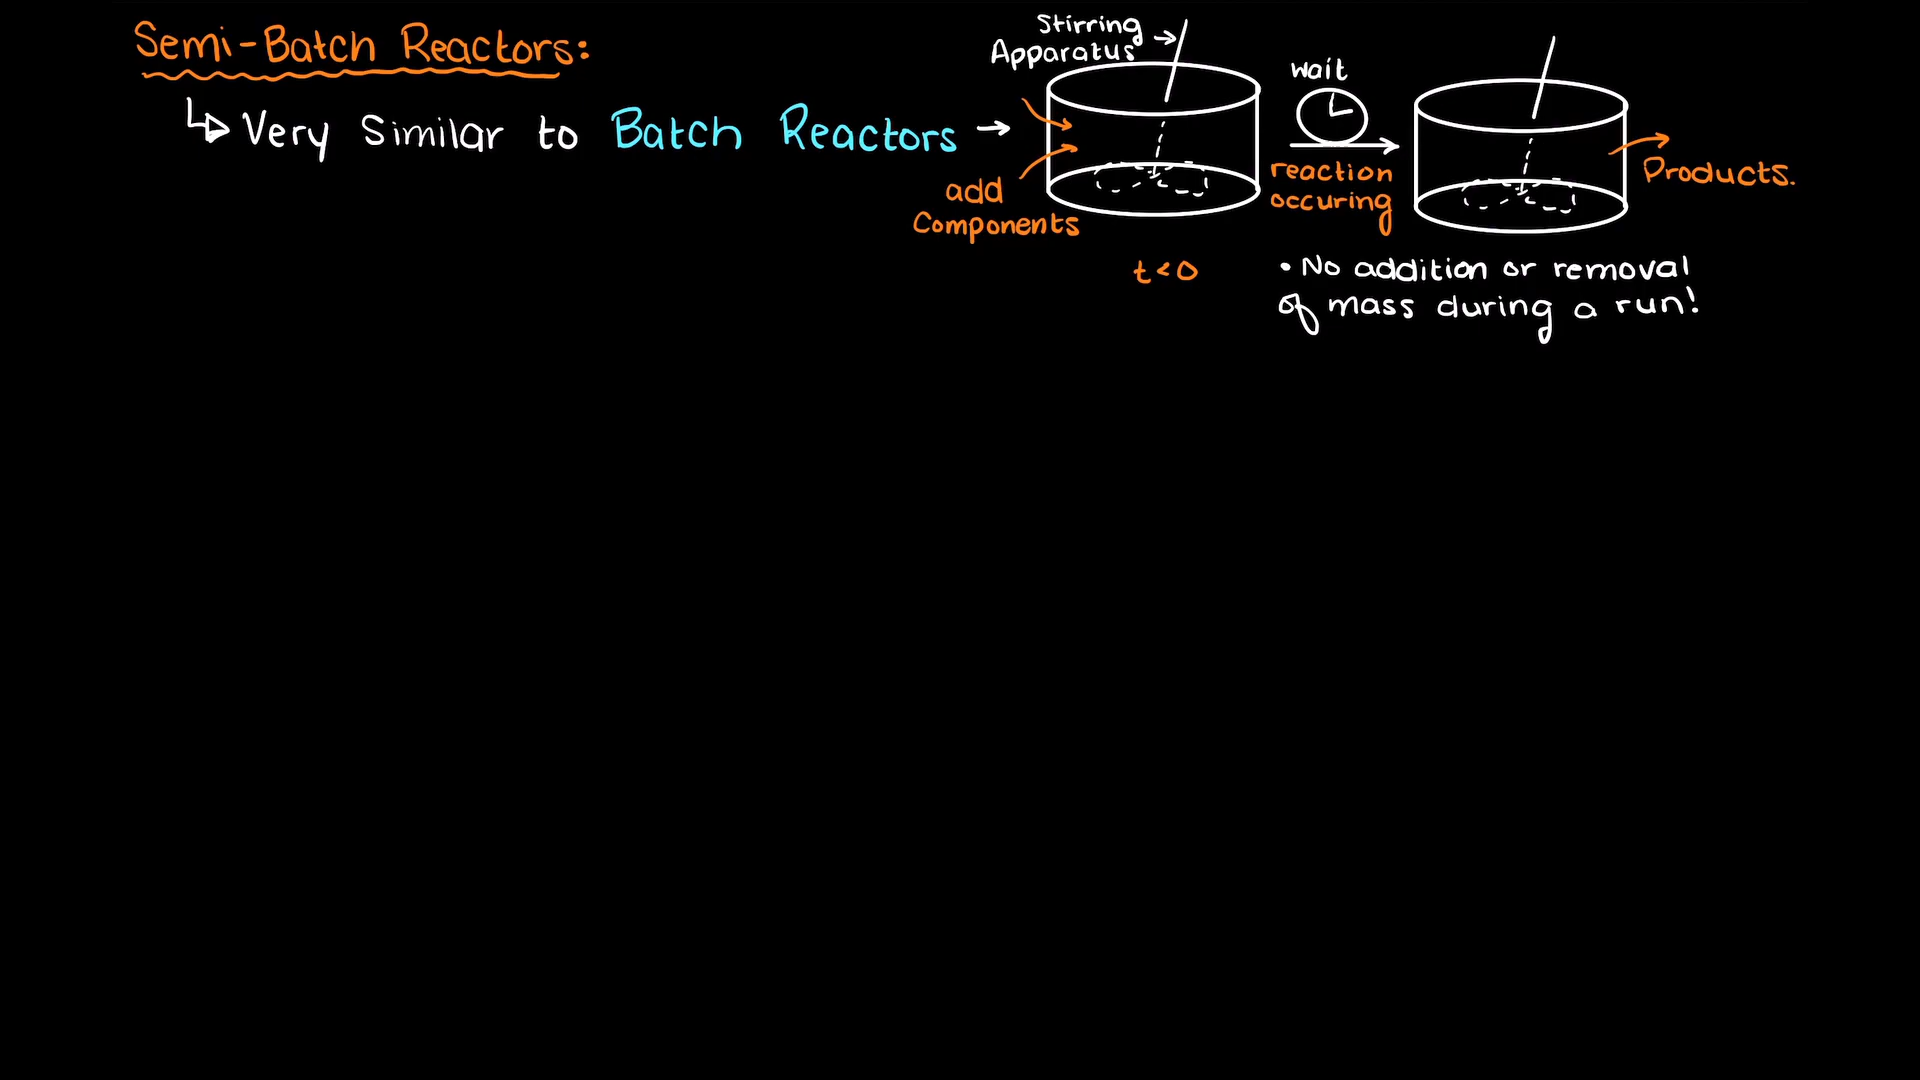 Semi-Batch Reactors:
Very Similar to Batch Reactors
Stirring
Apparatus
add
Components
t<0
wait
reaction
occuring
Products.
• No addition or removal
of mass during a run!